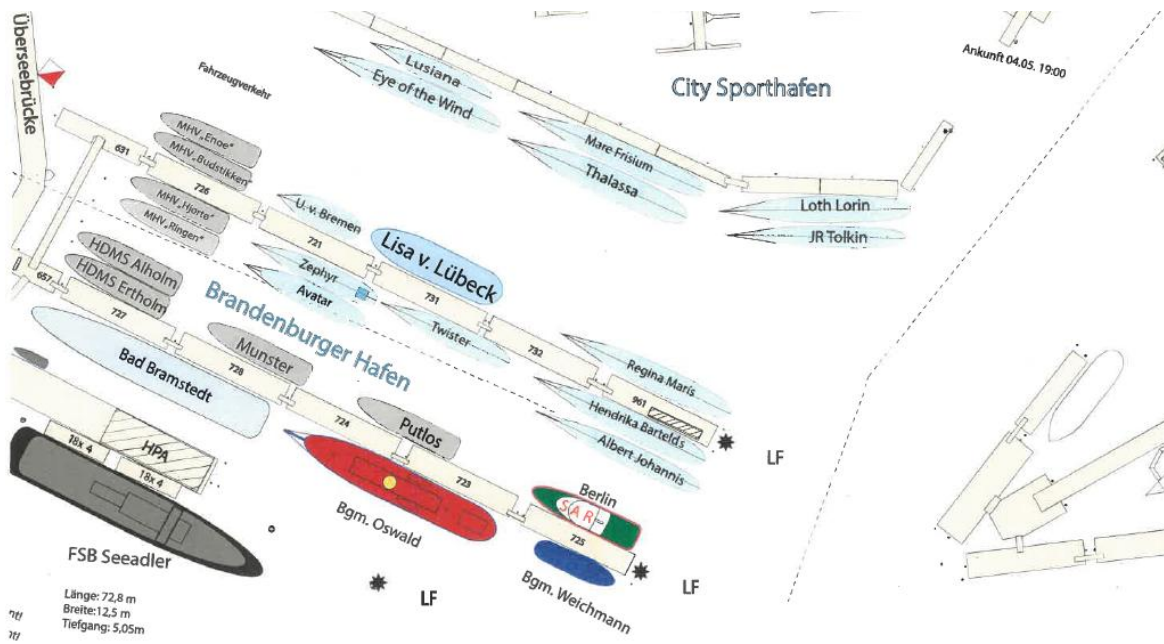 Überseebrücke
Fahrzeugverkehr
Lusiana
Eye of the Wind
City Sporthafen
Ankunft 04.05. 19:00
Mare Frisium
Thalassa
Loth Lorin
JR Tolkin
631
MHV „Enoe"
MHV „Budstikken"
726
MHV „Hjortø"
MHV „Ringen"
U. v. Bremen
721
Lisa v. Lübeck
Zephyr
Avatar
731
Twister
732
HDMS Alholm
HDMS Ertholm
657
727
Brandenburger Hafen
Bad Bramstedt
728
Munster
724
Putlos
Regina Maris
961
Hendrika Bartelds
Albert Johannis
LF
18x 4
HPA
18x 4
FSB Seeadler
Bgm. Oswald
723
Berlin
SAR
725
Bgm. Weichmann
LF
LF
Länge: 72,8 m
Breite:12,5 m
Tiefgang: 5,05m